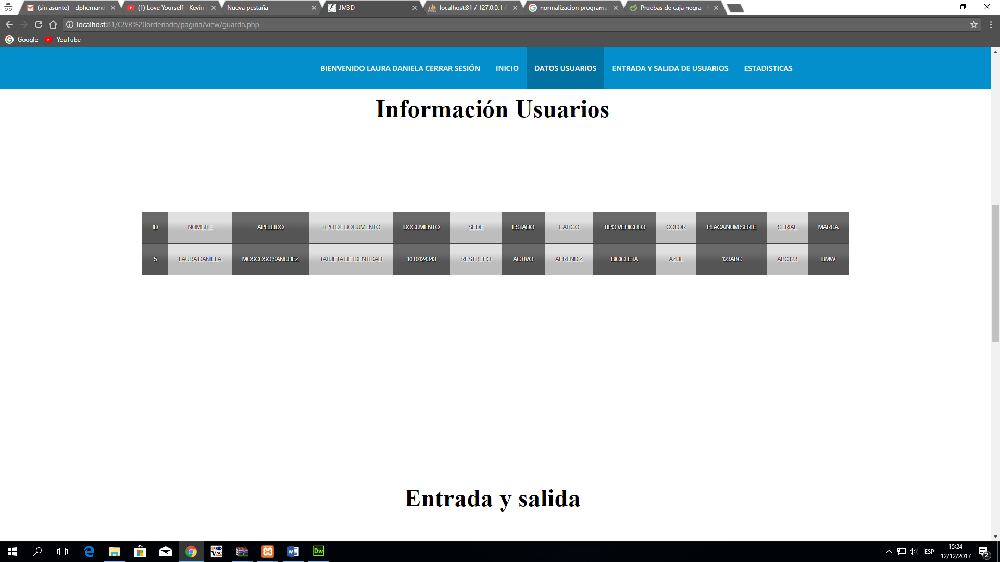 (sin asunto) - dphernand
(1) Love Yourself - Kevin
Nueva pestaña
JM3D
localhost:81 / 127.0.0.1 /
normalizacion programa
Pruebas de caja negra -
localhost:81/C&R%20ordenado/pagina/view/guarda.php
Google
YouTube
BIENVENIDO LAURA DANIELA CERRAR SESIÓN INICIO DATOS USUARIOS ENTRADA Y SALIDA DE USUARIOS ESTADISTICAS
Información Usuarios
ID NOMBRE APELLIDO TIPO DE DOCUMENTO DOCUMENTO SEDE ESTADO CARGO TIPO VEHICULO COLOR PLACA/NUM.SERIE SERIAL MARCA
5 LAURA DANIELA MOSCOSO SANCHEZ TARJETA DE IDENTIDAD 1010124343 RESTREPO ACTIVO APRENDIZ BICICLETA AZUL 123ABC ABC123 BMW
Entrada y salida
VNC
Dw
ESP
15:24
12/12/2017
2